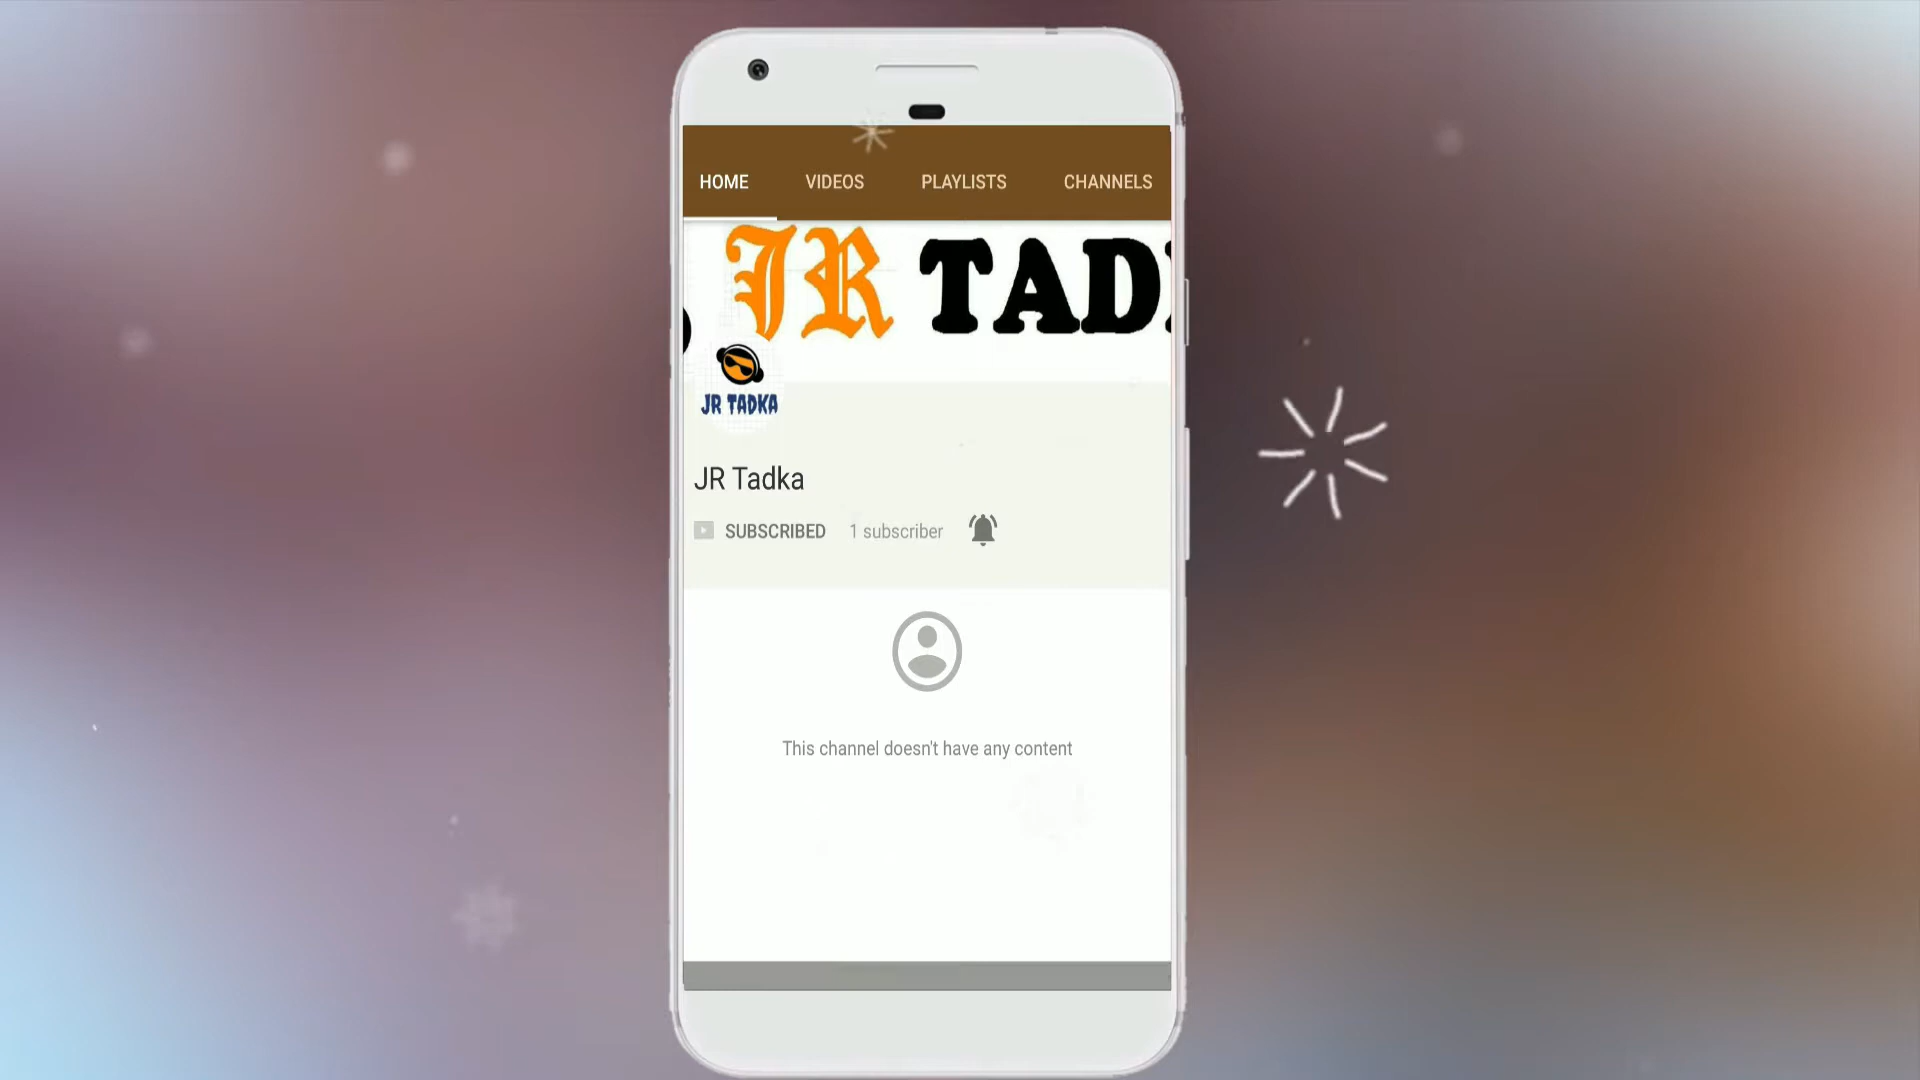 HOME VIDEOS PLAYLISTS CHANNELS
JR TAD
JR TADKA
JR Tadka
SUBSCRIBED 1 subscriber
This channel doesn't have any content